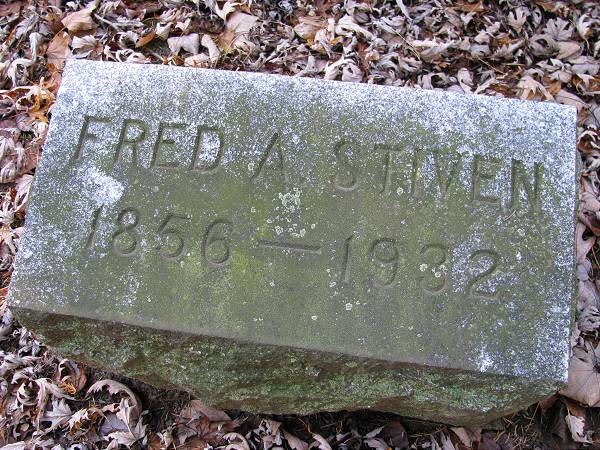 FRED A. STIVEN
1856 — 1932